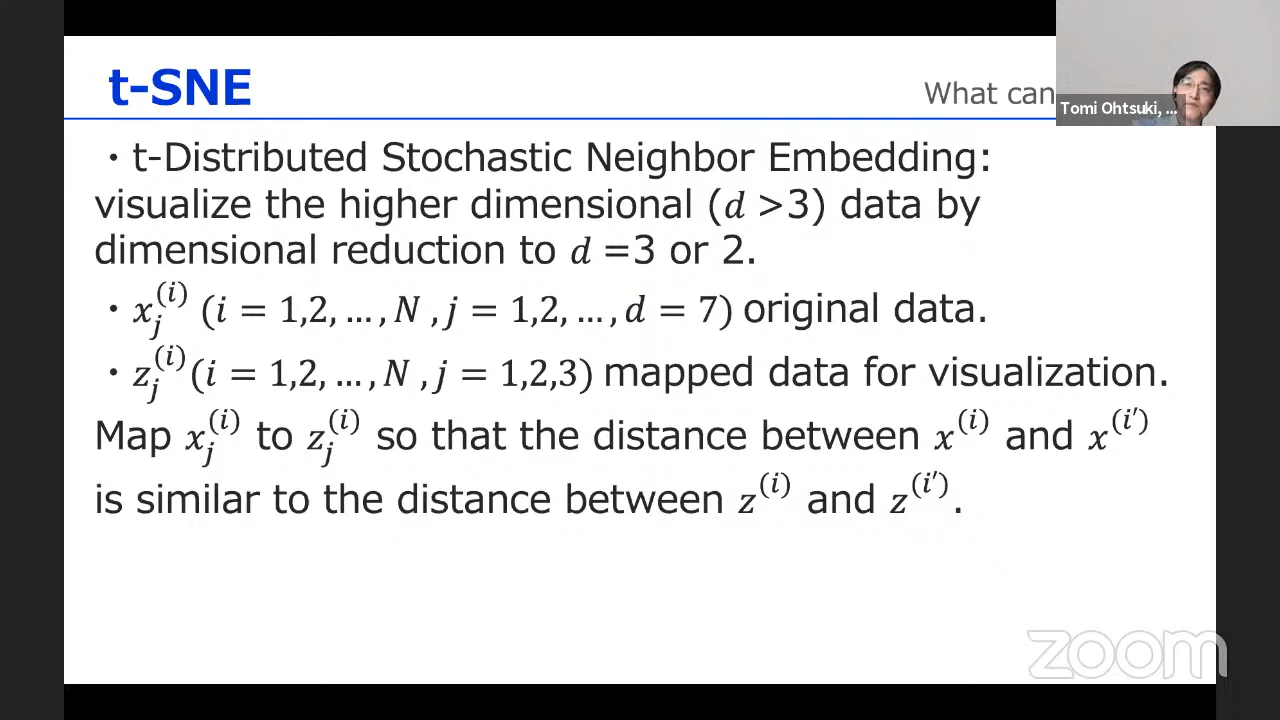 t-SNE
What can
Tomi Ohtsuki, ...
・t-Distributed Stochastic Neighbor Embedding:
visualize the higher dimensional (𝑑 >3) data by
dimensional reduction to 𝑑 =3 or 2.
・𝑥_𝑗^(𝑖) (𝑖 = 1,2, … , 𝑁 , 𝑗 = 1,2, … , 𝑑 = 7) original data.
・𝑧_𝑗^(𝑖) (𝑖 = 1,2, … , 𝑁 , 𝑗 = 1,2,3) mapped data for visualization.
Map 𝑥_𝑗^(𝑖) to 𝑧_𝑗^(𝑖) so that the distance between 𝑥^(𝑖) and 𝑥^(𝑖′)
is similar to the distance between 𝑧^(𝑖) and 𝑧^(𝑖′).
zoom